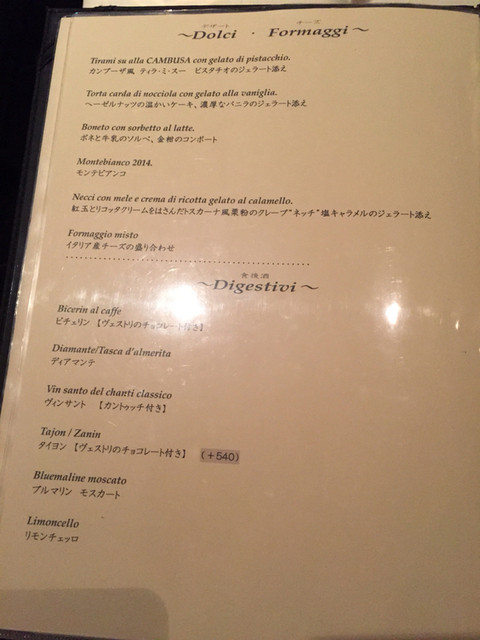 デザート チーズ
~Dolci · Formaggi~
Tirami su alla CAMBUSA con gelato di pistacchio.
カンブーザ風 ティラ・ミ・スー ピスタチオのジェラート添え
Torta carda di nocciola con gelato alla vaniglia.
ヘーゼルナッツの温かいケーキ、濃厚なバニラのジェラート添え
Boneto con sorbetto al latte.
ボネと牛乳のソルベ、金柑のコンポート
Montebianco 2014.
モンテビアンコ
Necci con mele e crema di ricotta gelato al calamello.
紅玉とリコッタクリームをはさんだトスカーナ風栗粉のクレープ“ネッチ”塩キャラメルのジェラート添え
Formaggio misto
イタリア産チーズの盛り合わせ
食後酒
~Digestivi~
Bicerin al caffe
ビチェリン 【ヴェストリのチョコレート付き】
Diamante/Tasca d'almerita
ディアマンテ
Vin santo del chanti classico
ヴィンサント 【カントゥッチ付き】
Tajon / Zanin
タイヨン 【ヴェストリのチョコレート付き】 (+540)
Bluemaline moscato
ブルマリン モスカート
Limoncello
リモンチェッロ